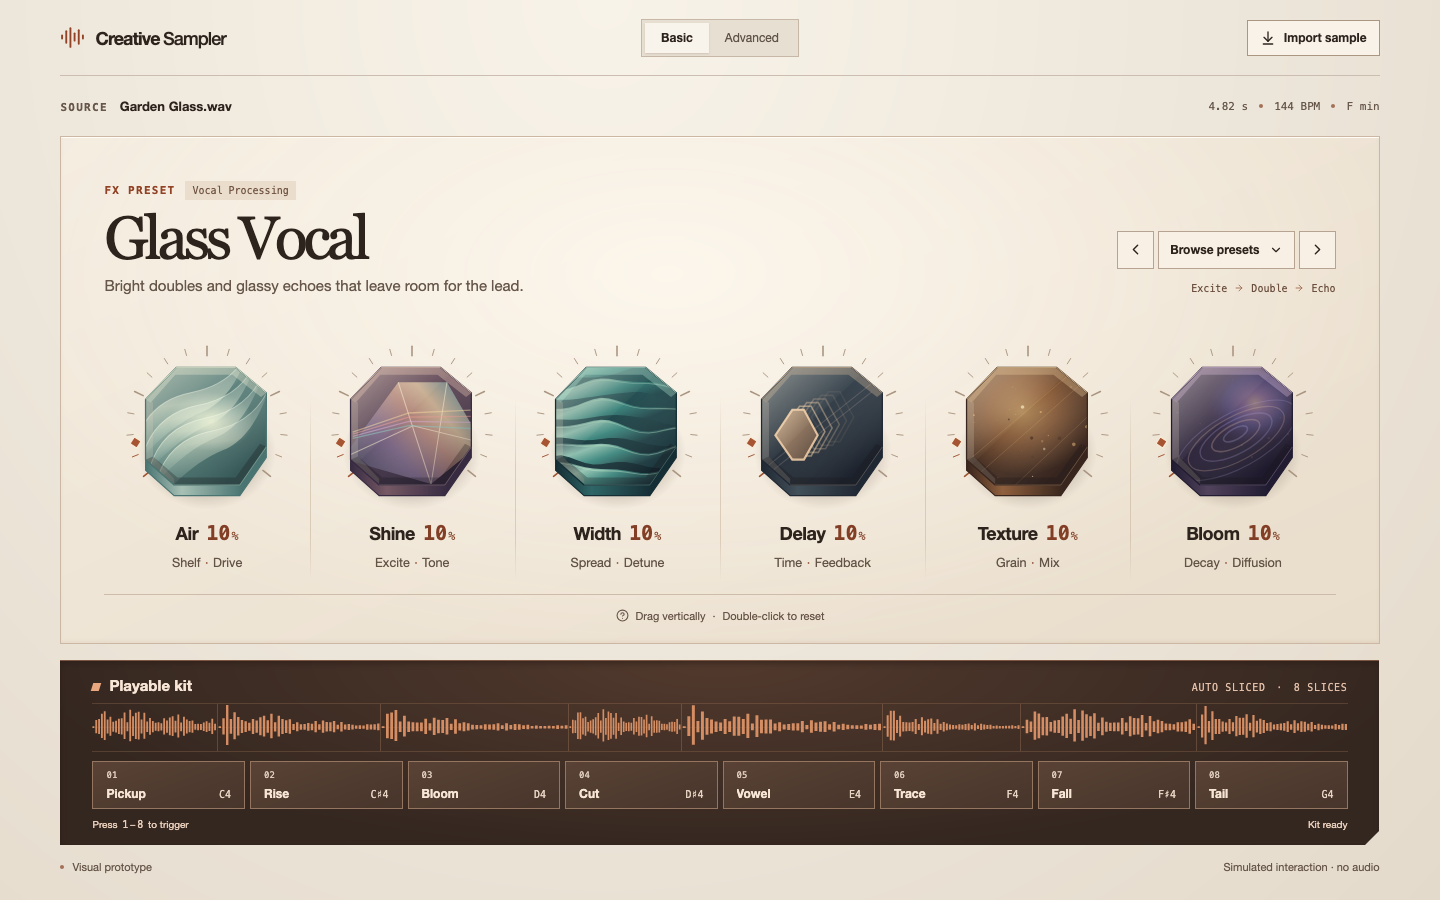 Creative Sampler
Basic Advanced
Import sample
SOURCE Garden Glass.wav
4.82 s • 144 BPM • F min
FX PRESET Vocal Processing
Glass Vocal
Bright doubles and glassy echoes that leave room for the lead.
Browse presets
Excite → Double → Echo
Air 10%
Shelf · Drive
Shine 10%
Excite · Tone
Width 10%
Spread · Detune
Delay 10%
Time · Feedback
Texture 10%
Grain · Mix
Bloom 10%
Decay · Diffusion
Drag vertically · Double-click to reset
Playable kit
AUTO SLICED · 8 SLICES
01
Pickup C4
02
Rise C♯4
03
Bloom D4
04
Cut D♯4
05
Vowel E4
06
Trace F4
07
Fall F♯4
08
Tail G4
Press 1–8 to trigger
Kit ready
• Visual prototype
Simulated interaction · no audio